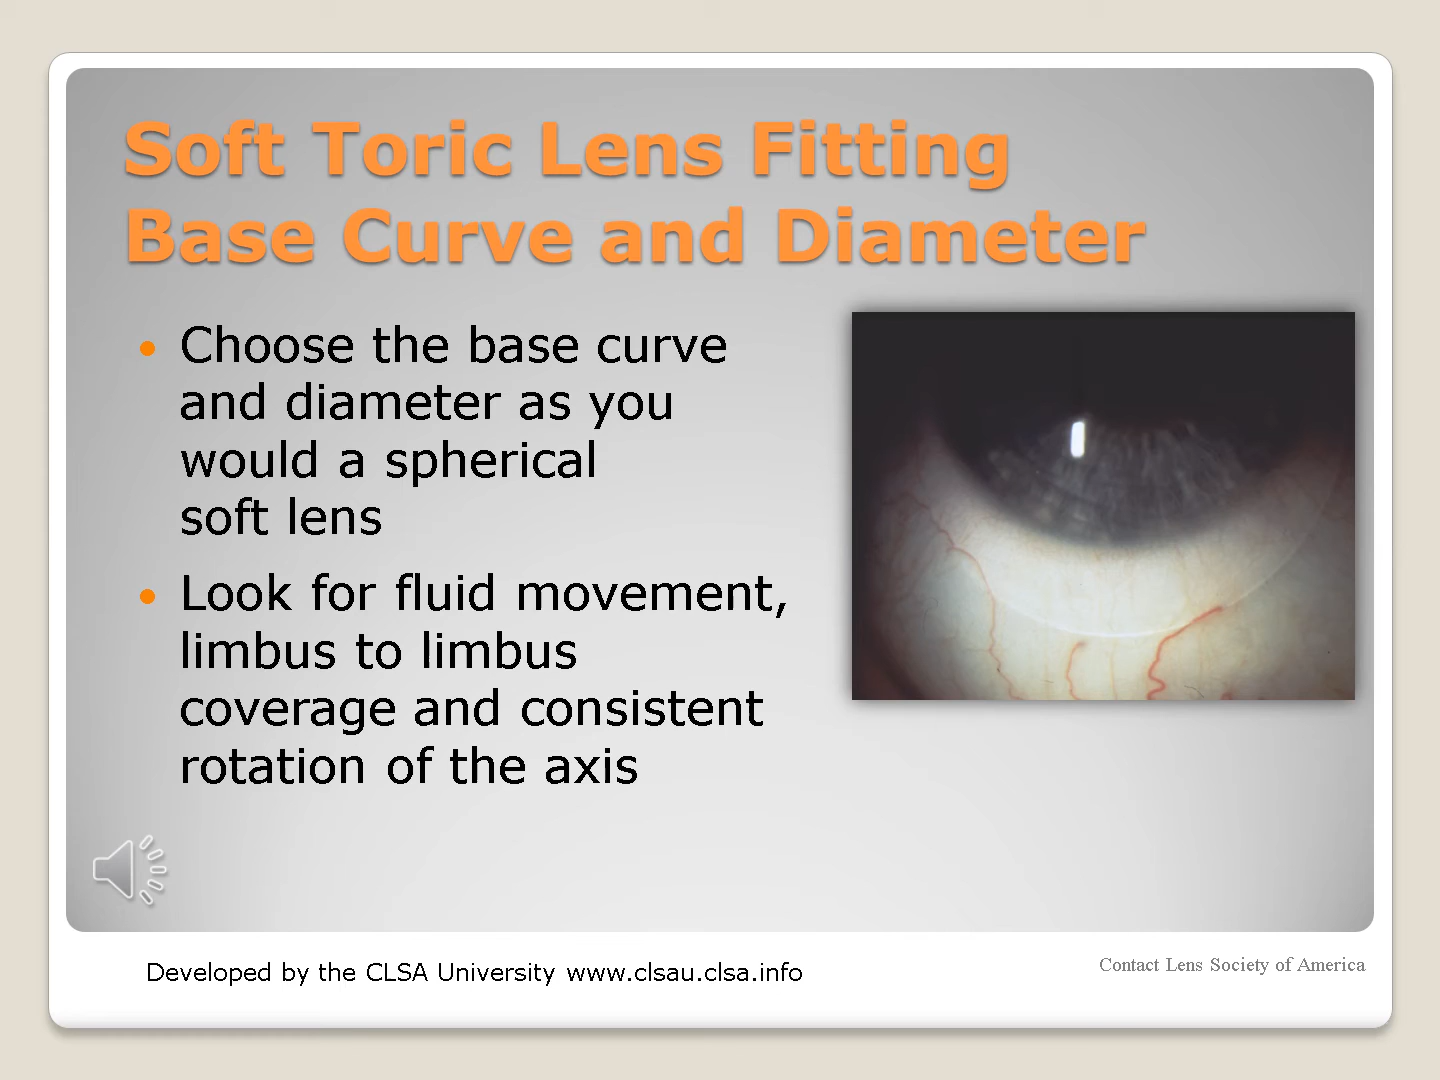 Soft Toric Lens Fitting
Base Curve and Diameter
• Choose the base curve
and diameter as you
would a spherical
soft lens
• Look for fluid movement,
limbus to limbus
coverage and consistent
rotation of the axis
Developed by the CLSA University www.clsau.clsa.info
Contact Lens Society of America